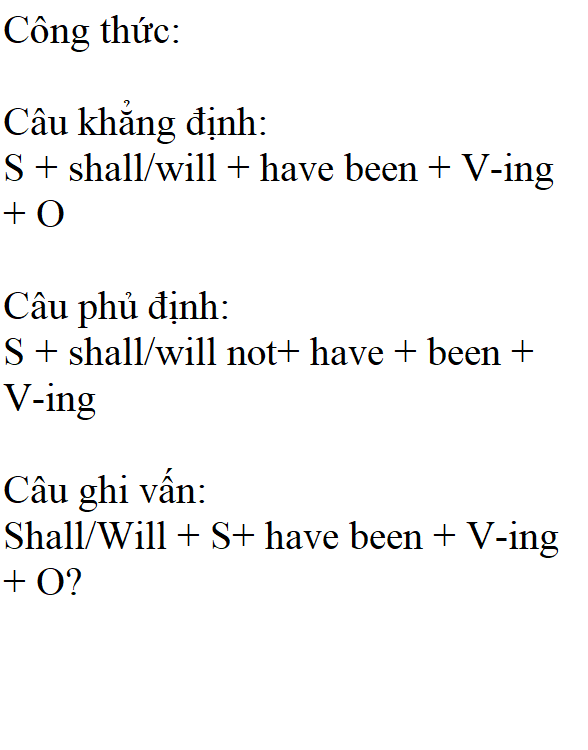 Công thức:
Câu khẳng định:
S + shall/will + have been + V-ing
+ O
Câu phủ định:
S + shall/will not+ have + been +
V-ing
Câu ghi vấn:
Shall/Will + S+ have been + V-ing
+ O?